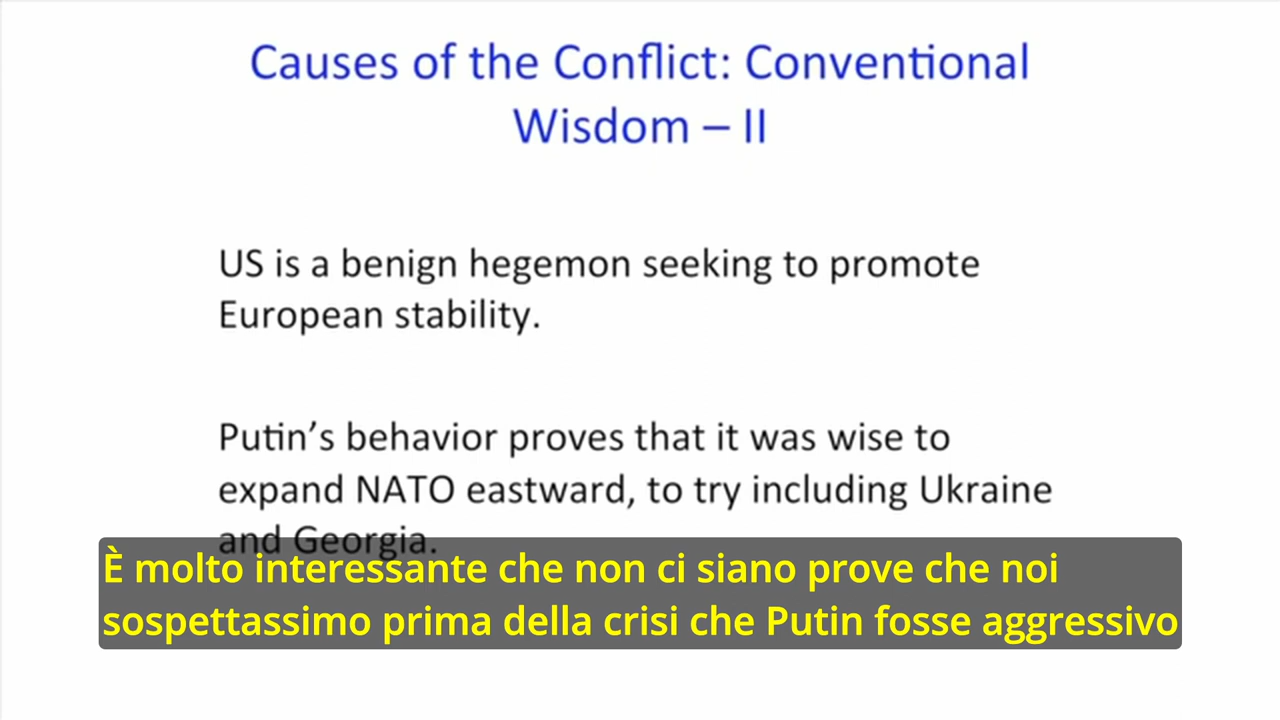 Causes of the Conflict: Conventional
Wisdom – II
US is a benign hegemon seeking to promote
European stability.
Putin's behavior proves that it was wise to
expand NATO eastward, to try including Ukraine
and Georgia.
È molto interessante che non ci siano prove che noi
sospettassimo prima della crisi che Putin fosse aggressivo